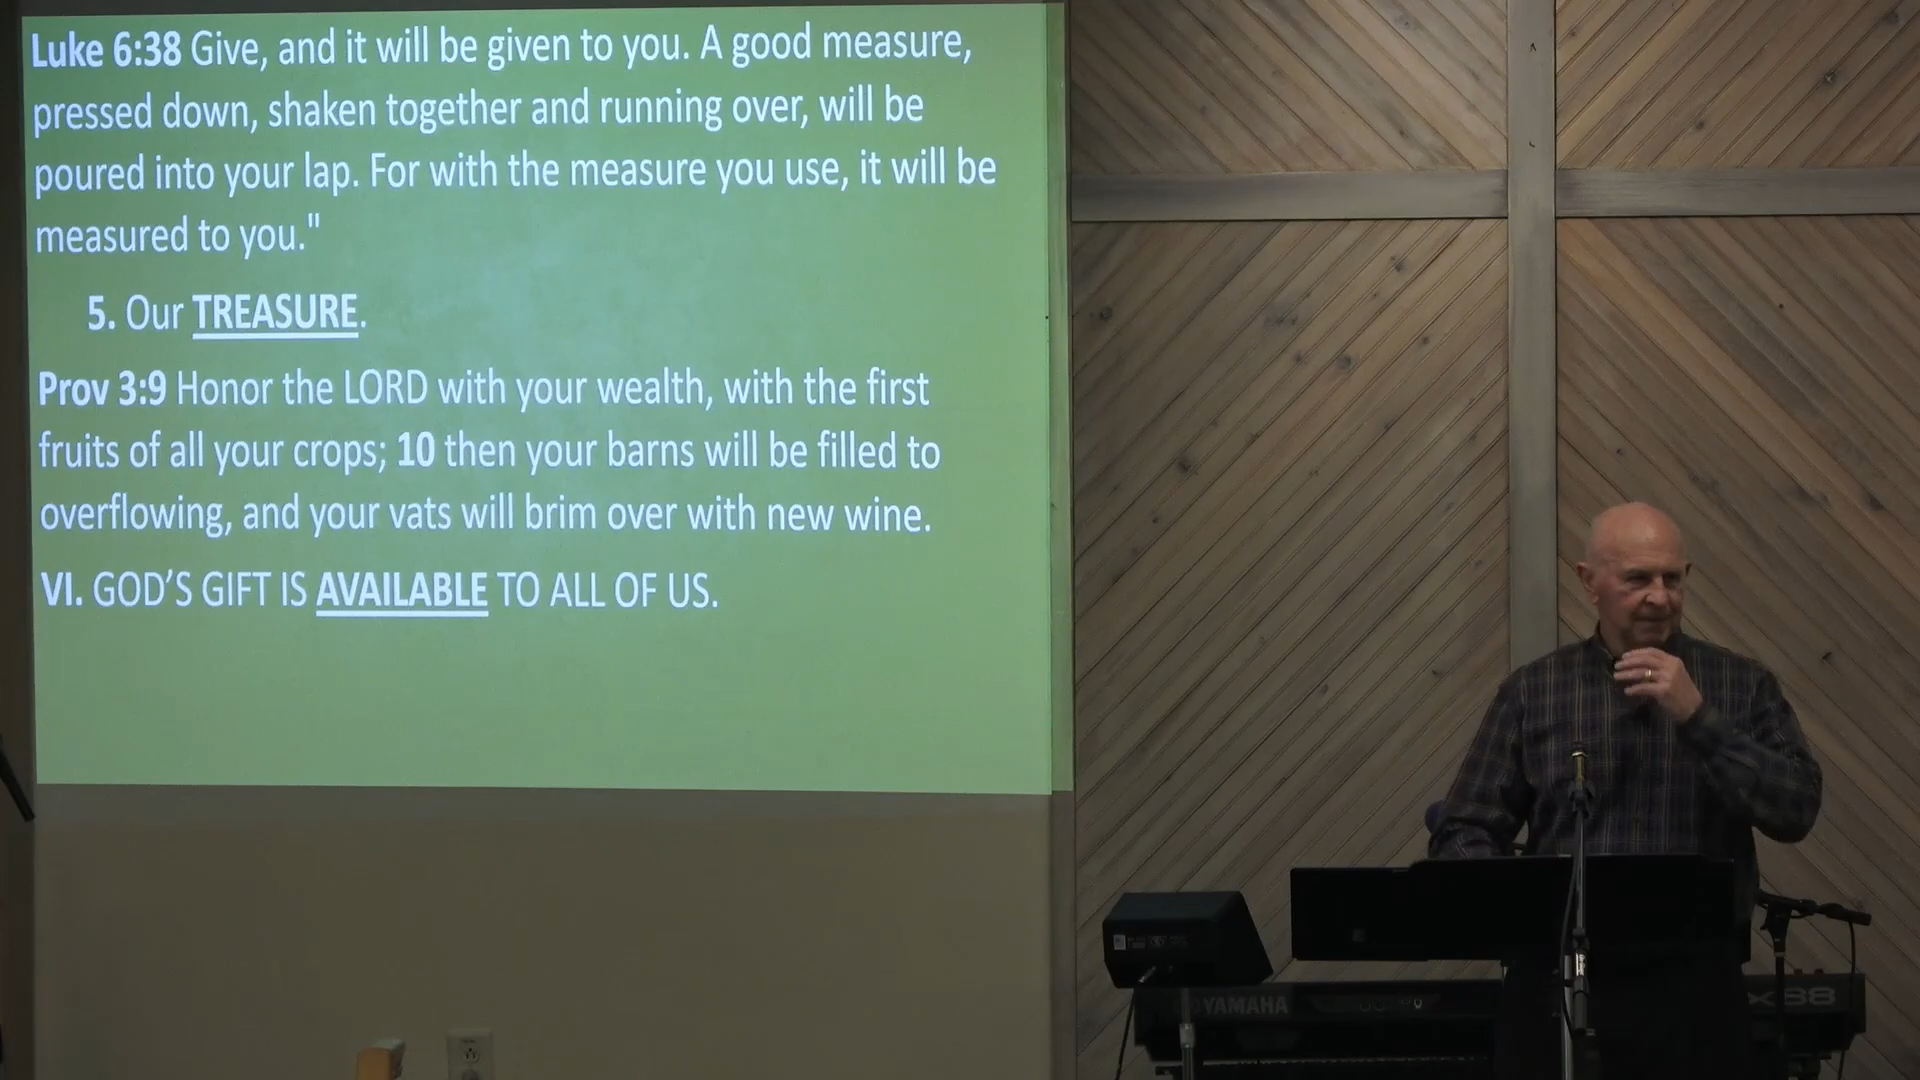 Luke 6:38 Give, and it will be given to you. A good measure,
pressed down, shaken together and running over, will be
poured into your lap. For with the measure you use, it will be
measured to you."
5. Our TREASURE.
Prov 3:9 Honor the LORD with your wealth, with the first
fruits of all your crops; 10 then your barns will be filled to
overflowing, and your vats will brim over with new wine.
VI. GOD’S GIFT IS AVAILABLE TO ALL OF US.
YAMAHA
X88